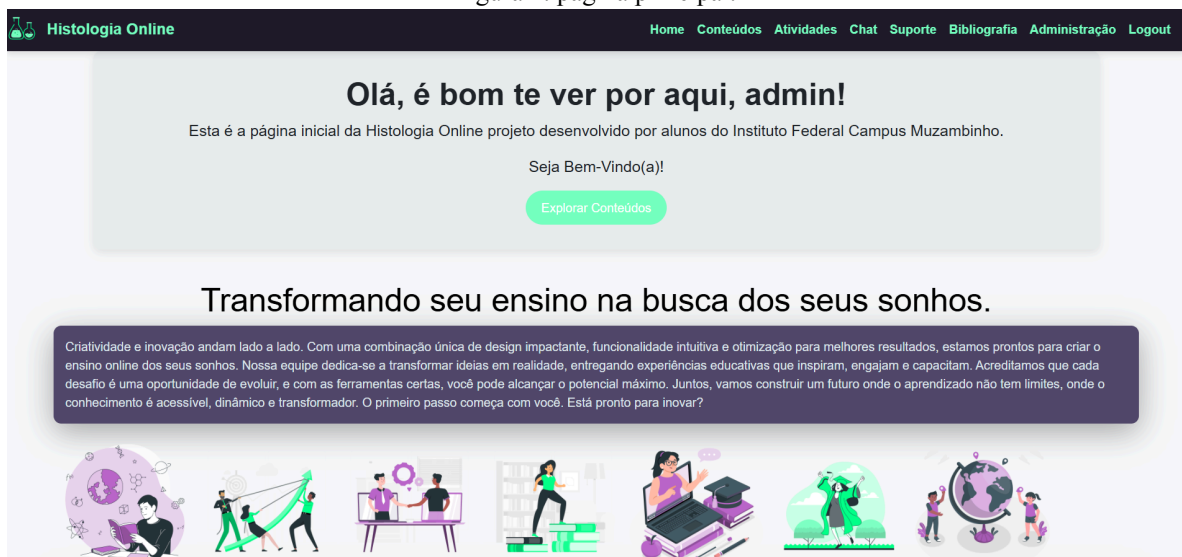 Histologia Online
Home Conteúdos Atividades Chat Suporte Bibliografia Administração Logout
Olá, é bom te ver por aqui, admin!
Esta é a página inicial da Histologia Online projeto desenvolvido por alunos do Instituto Federal Campus Muzambinho.
Seja Bem-Vindo(a)!
Explorar Conteúdos
Transformando seu ensino na busca dos seus sonhos.
Criatividade e inovação andam lado a lado. Com uma combinação única de design impactante, funcionalidade intuitiva e otimização para melhores resultados, estamos prontos para criar o
ensino online dos seus sonhos. Nossa equipe dedica-se a transformar ideias em realidade, entregando experiências educativas que inspiram, engajam e capacitam. Acreditamos que cada
desafio é uma oportunidade de evoluir, e com as ferramentas certas, você pode alcançar o potencial máximo. Juntos, vamos construir um futuro onde o aprendizado não tem limites, onde o
conhecimento é acessível, dinâmico e transformador. O primeiro passo começa com você. Está pronto para inovar?